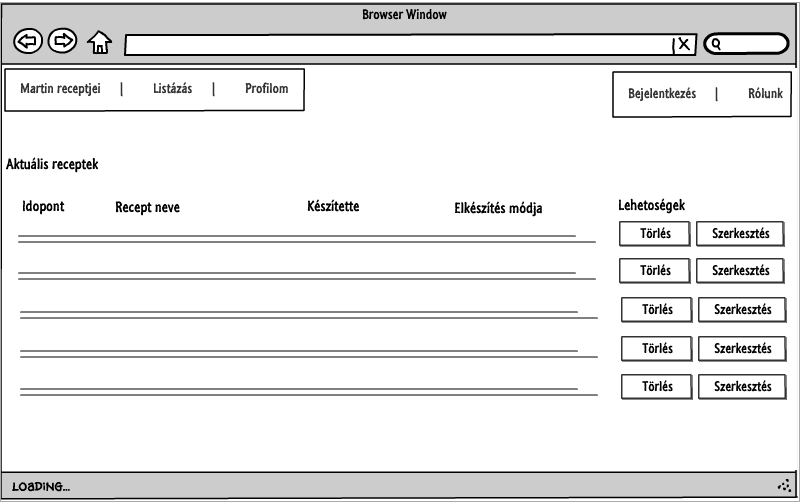 Browser Window
Martin receptjei | Listázás | Profilom
Bejelentkezés | Rólunk
Aktuális receptek
Idopont Recept neve Készítette Elkészítés módja Lehetoségek
Törlés Szerkesztés
Törlés Szerkesztés
Törlés Szerkesztés
Törlés Szerkesztés
Törlés Szerkesztés
LOADING...